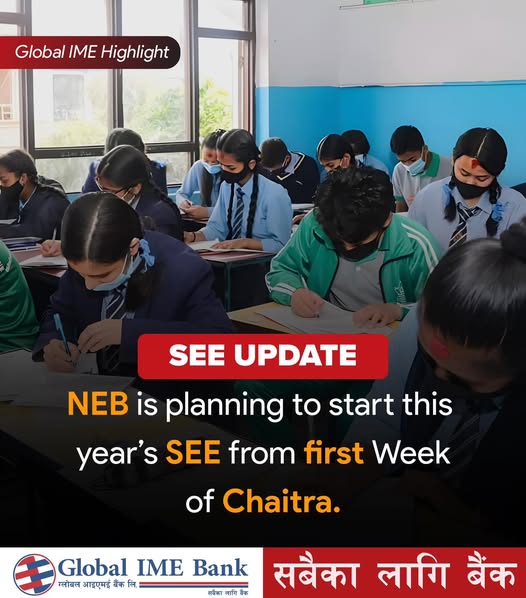 Global IME Highlight
SEE UPDATE
NEB is planning to start this
year's SEE from first Week
of Chaitra.
Global IME Bank
ग्लोबल आइएमई बैंक लि.
सबैका लागि बैंक
सबैका लागि बैंक